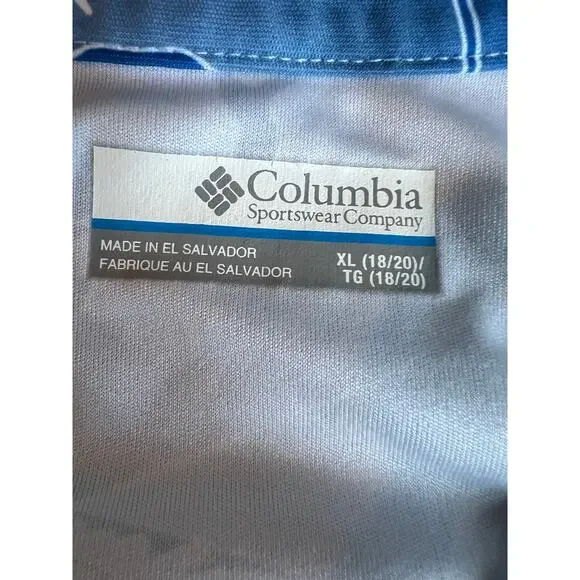 Columbia
Sportswear Company
MADE IN EL SALVADOR
FABRIQUE AU EL SALVADOR
XL (18/20)/
TG (18/20)